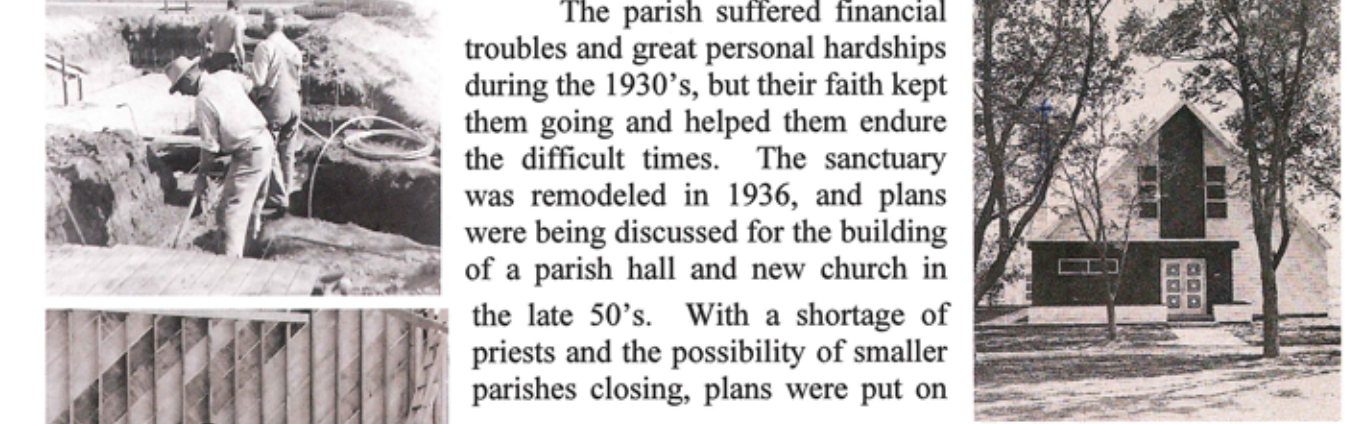 The parish suffered financial
troubles and great personal hardships
during the 1930's, but their faith kept
them going and helped them endure
the difficult times. The sanctuary
was remodeled in 1936, and plans
were being discussed for the building
of a parish hall and new church in
the late 50's. With a shortage of
priests and the possibility of smaller
parishes closing, plans were put on